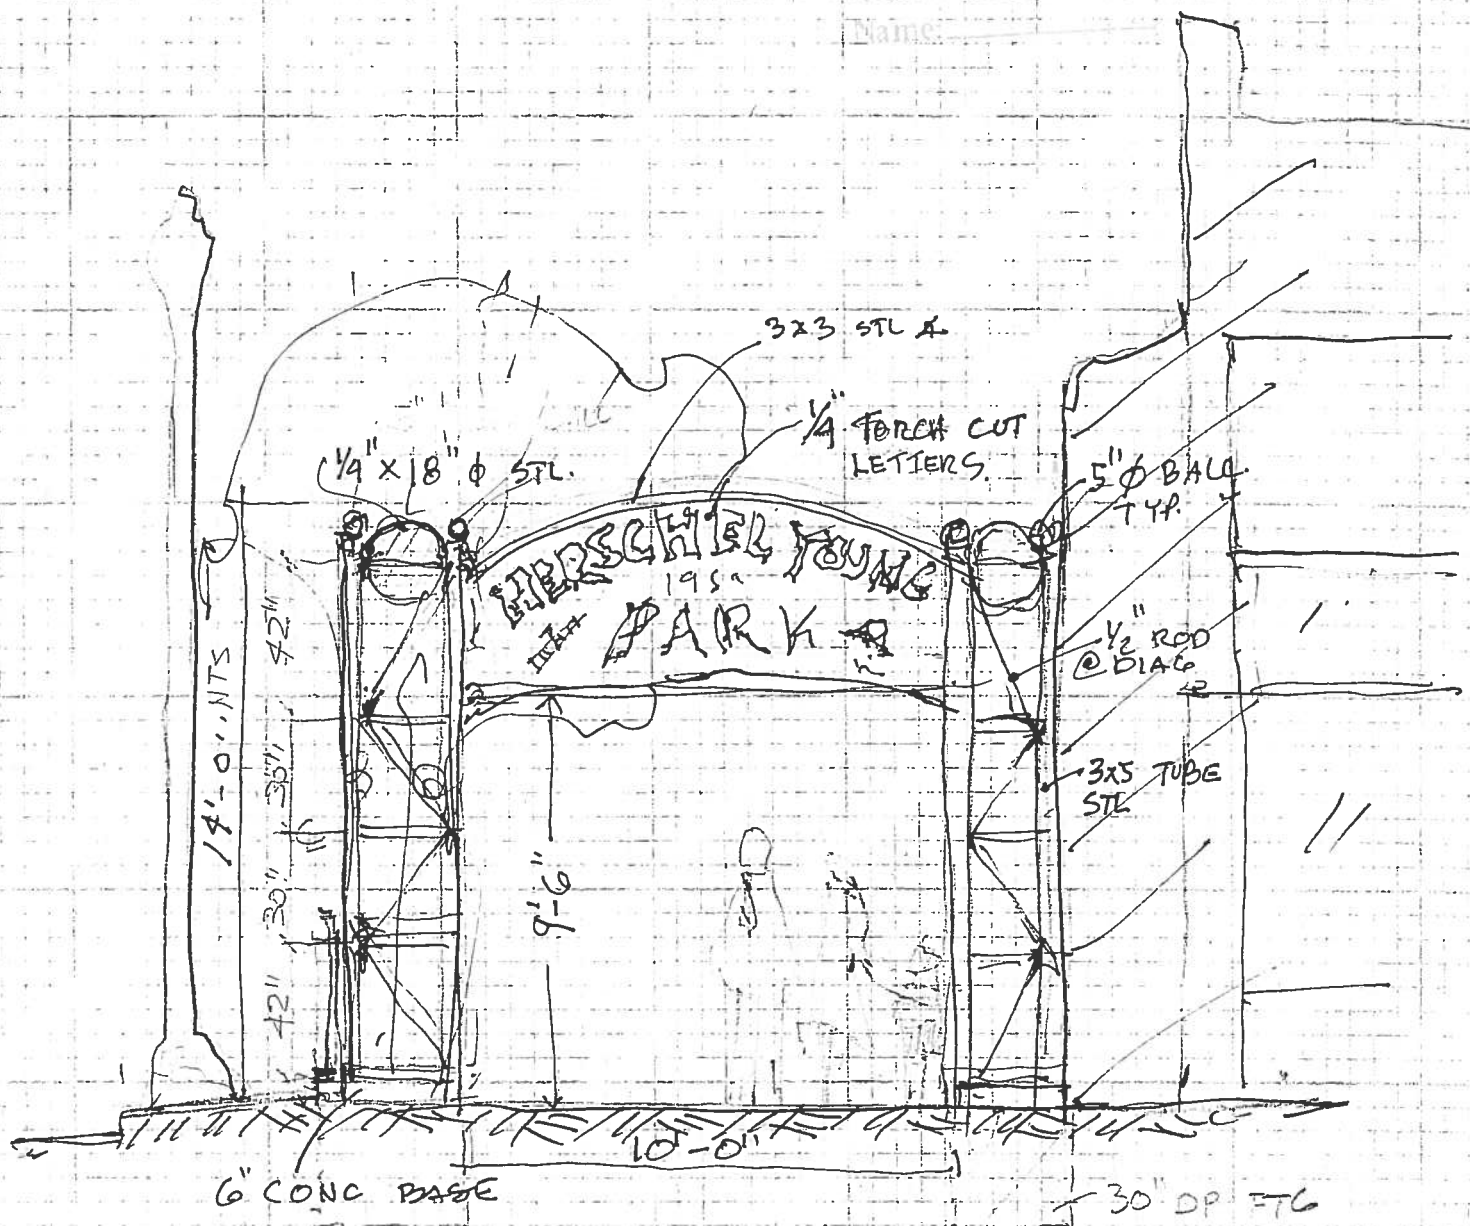 Name:
3x3 STL
1/4" TORCH CUT
LETTERS.
1/4" x 18" ϕ STL.
5" ϕ BALL
TYP.
HERSCHEL YOUNG
PARK
1/2" ROD
@ DIAG
3x5 TUBE
STL
14'-0" NTS
42"
30"
42"
9'-6"
10'-0"
6" CONC BASE
30" DP FTG